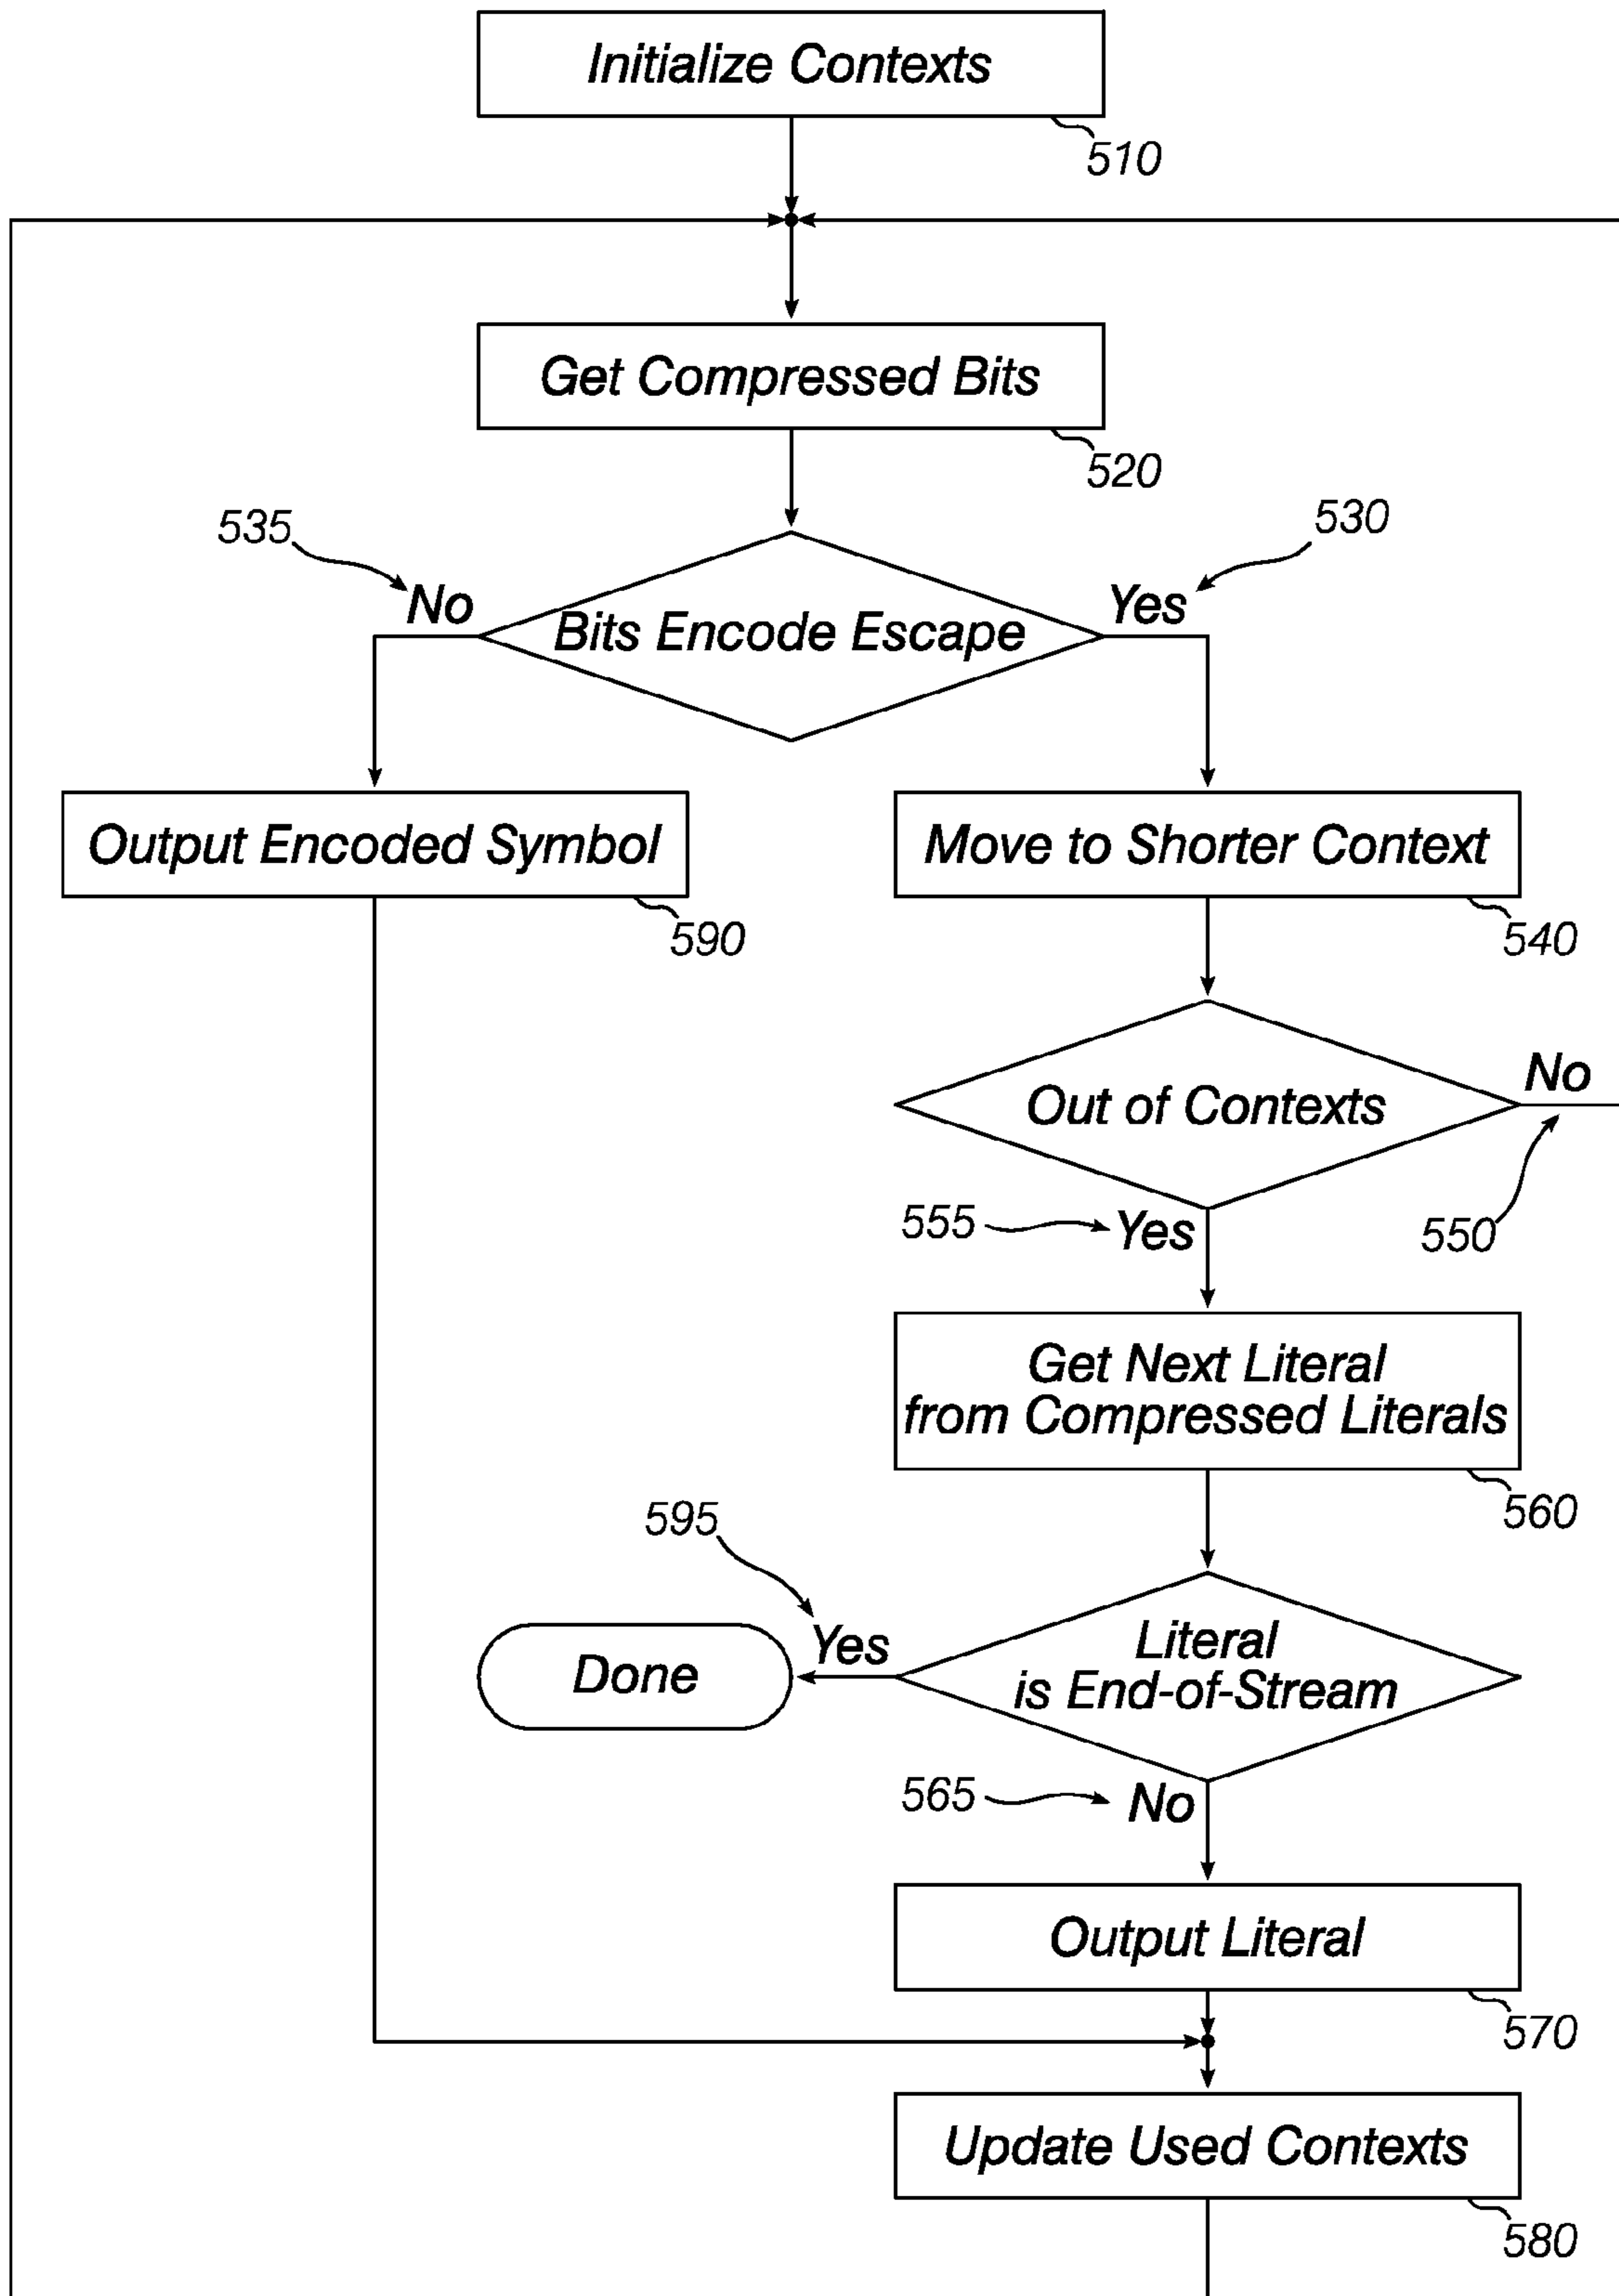 Initialize Contexts
510
Get Compressed Bits
520
535
530
No
Yes
Bits Encode Escape
Output Encoded Symbol
590
Move to Shorter Context
540
Out of Contexts
No
555
Yes
550
Get Next Literal
from Compressed Literals
560
595
Done
Yes
Literal
is End-of-Stream
565
No
Output Literal
570
Update Used Contexts
580